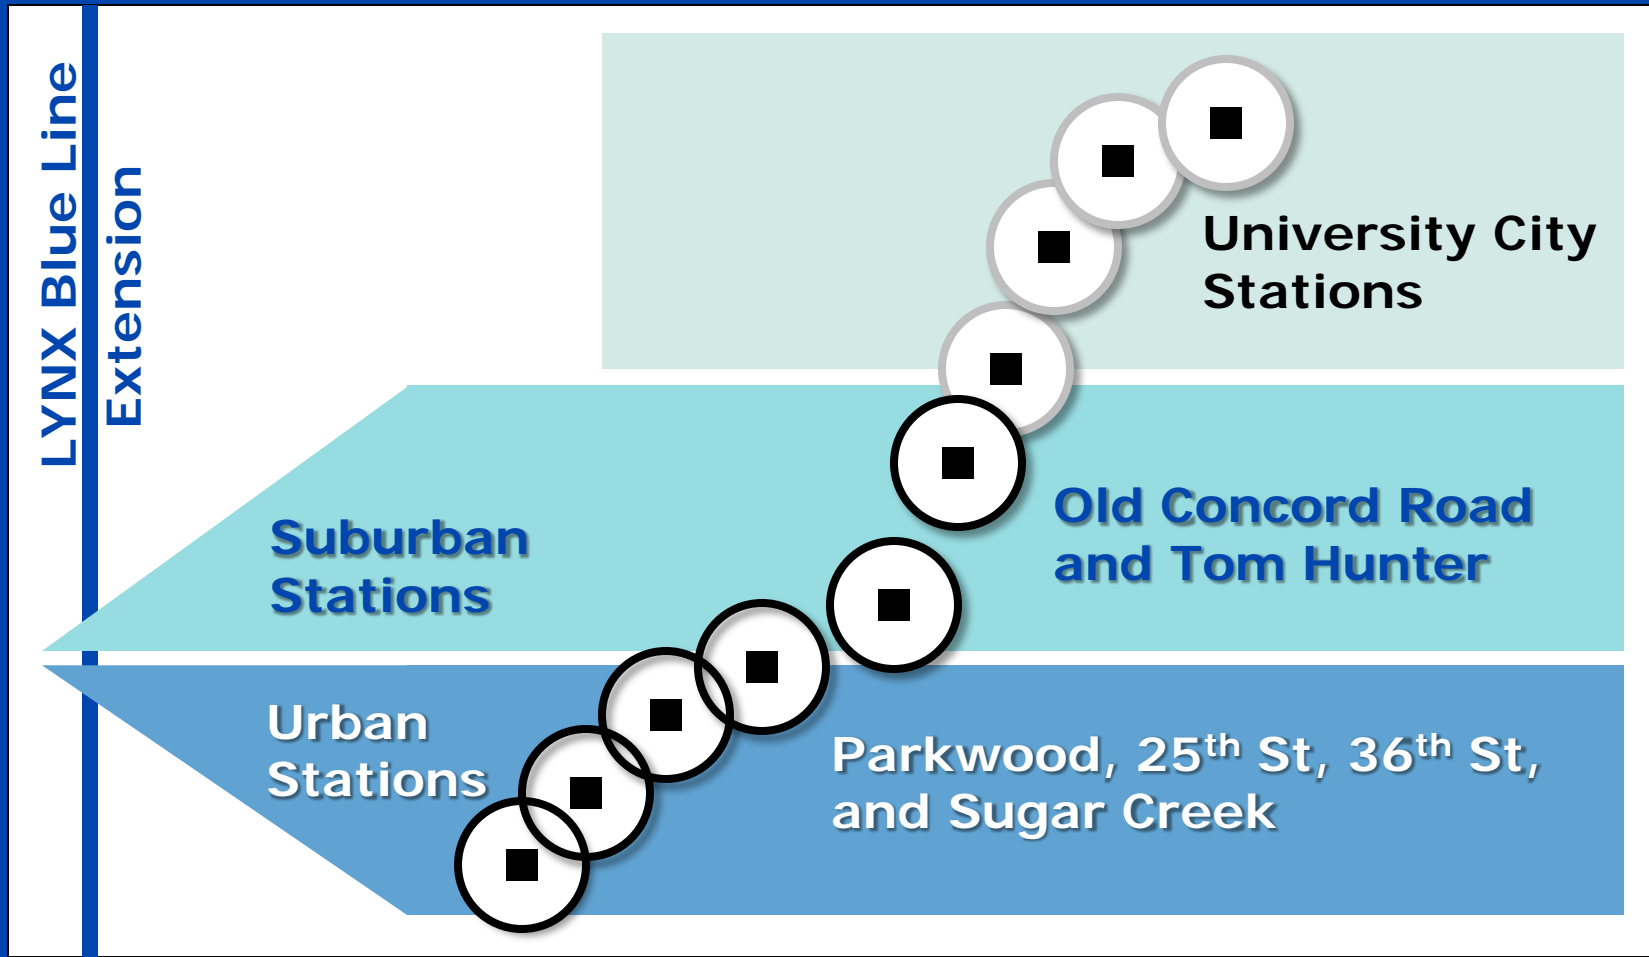 LYNX Blue Line
Extension
University City
Stations
Suburban
Stations
Old Concord Road
and Tom Hunter
Urban
Stations
Parkwood, 25th St, 36th St,
and Sugar Creek